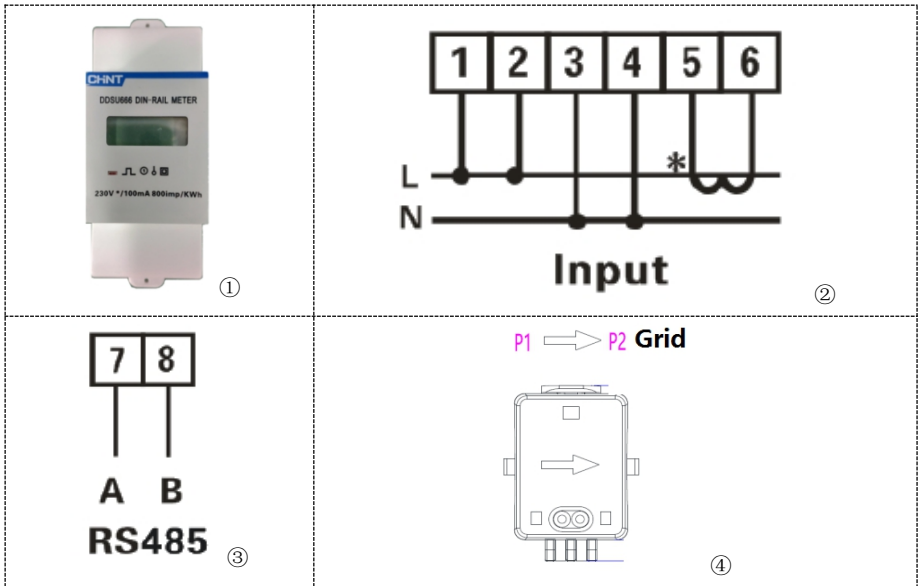 CHNT
DDSU666 DIN-RAIL METER
230V */100mA 800imp/KWh
①
1 2 3 4 5 6
*
L
N
Input
②
7 8
A B
RS485
③
P1 P2 Grid
④